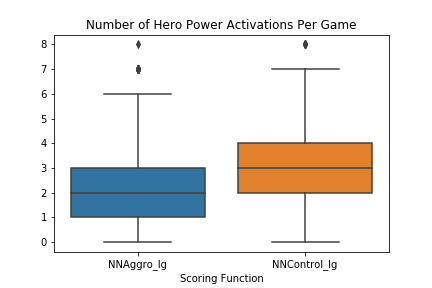 Number of Hero Power Activations Per Game
8
7
6
5
4
3
2
1
0
NNAggro_lg
NNControl_lg
Scoring Function